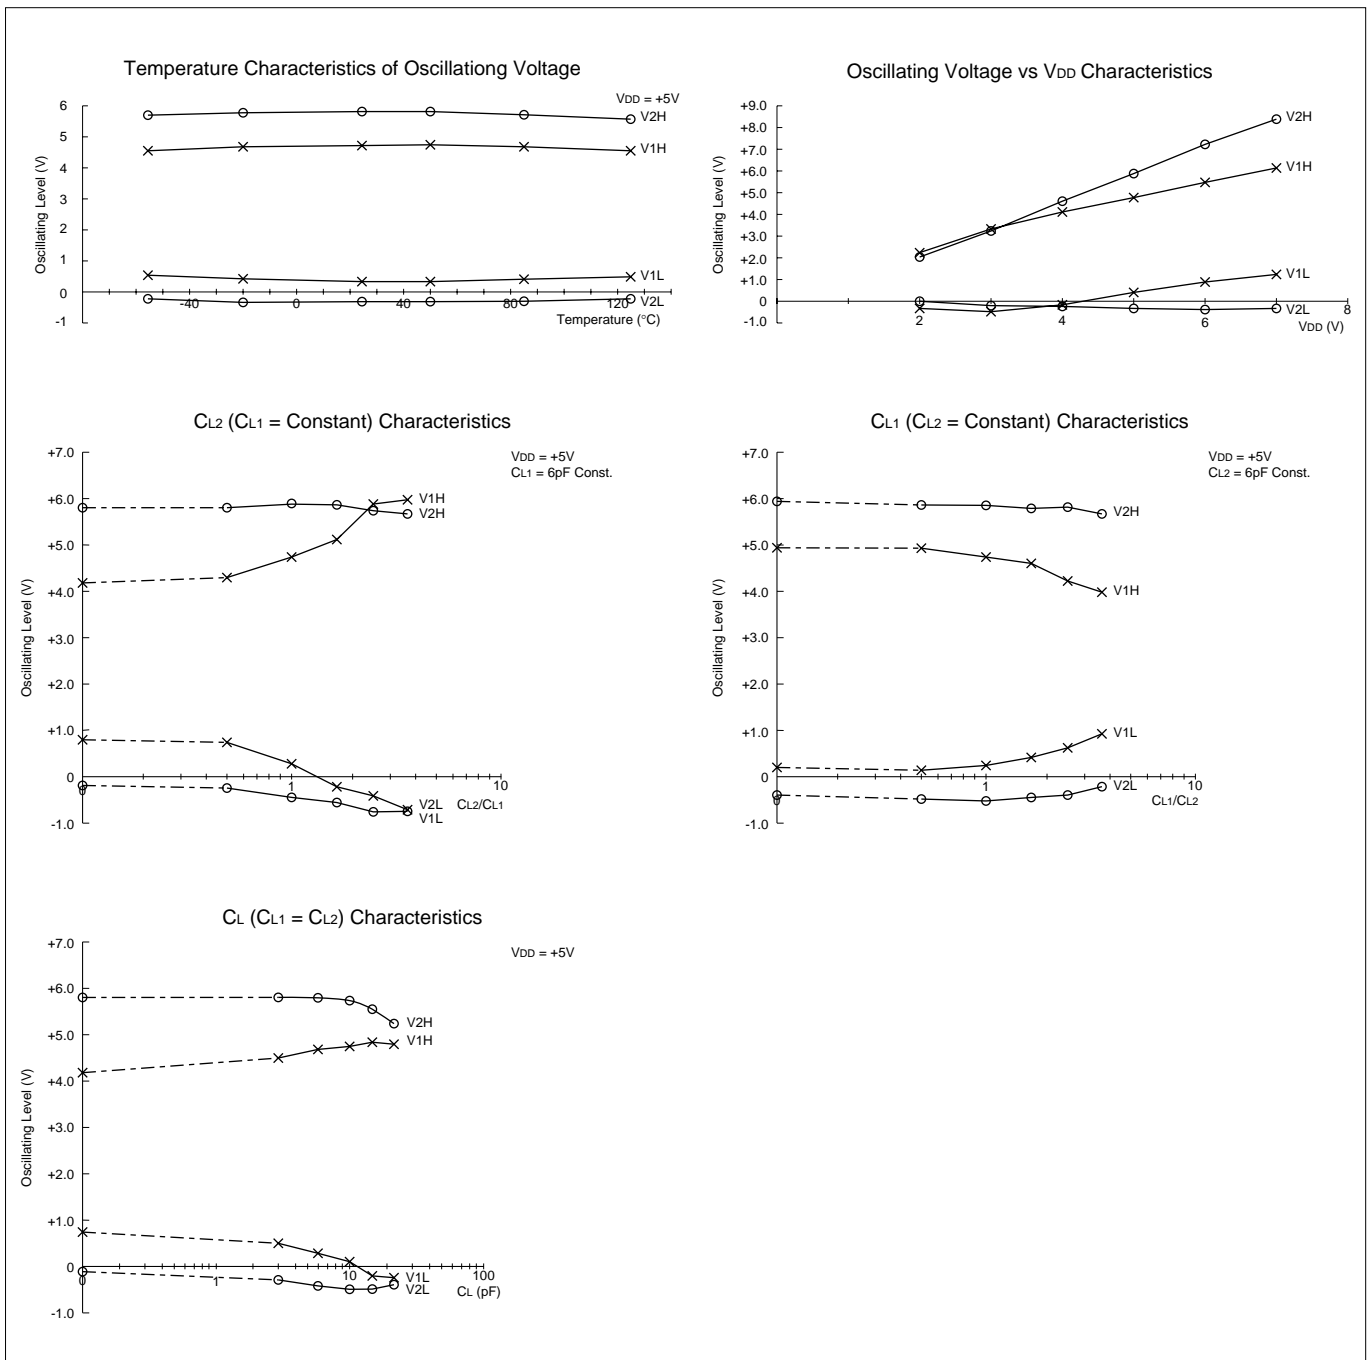 Temperature Characteristics of Oscillationg Voltage
VDD = +5V
6
5
4
3
2
1
0
-1
Oscillating Level (V)
V2H
V1H
V1L
V2L
-40
0
40
80
120
Temperature (°C)
Oscillating Voltage vs VDD Characteristics
+9.0
+8.0
+7.0
+6.0
+5.0
+4.0
+3.0
+2.0
+1.0
0
-1.0
Oscillating Level (V)
V2H
V1H
V1L
V2L
2
4
6
8
VDD (V)
CL2 (CL1 = Constant) Characteristics
VDD = +5V
CL1 = 6pF Const.
+7.0
+6.0
+5.0
+4.0
+3.0
+2.0
+1.0
0
-1.0
Oscillating Level (V)
V1H
V2H
V2L
V1L
0
1
10
CL2/CL1
CL1 (CL2 = Constant) Characteristics
VDD = +5V
CL2 = 6pF Const.
+7.0
+6.0
+5.0
+4.0
+3.0
+2.0
+1.0
0
-1.0
Oscillating Level (V)
V2H
V1H
V1L
V2L
0
1
10
CL1/CL2
CL (CL1 = CL2) Characteristics
VDD = +5V
+7.0
+6.0
+5.0
+4.0
+3.0
+2.0
+1.0
0
-1.0
Oscillating Level (V)
V2H
V1H
V1L
V2L
0
1
10
100
CL (pF)